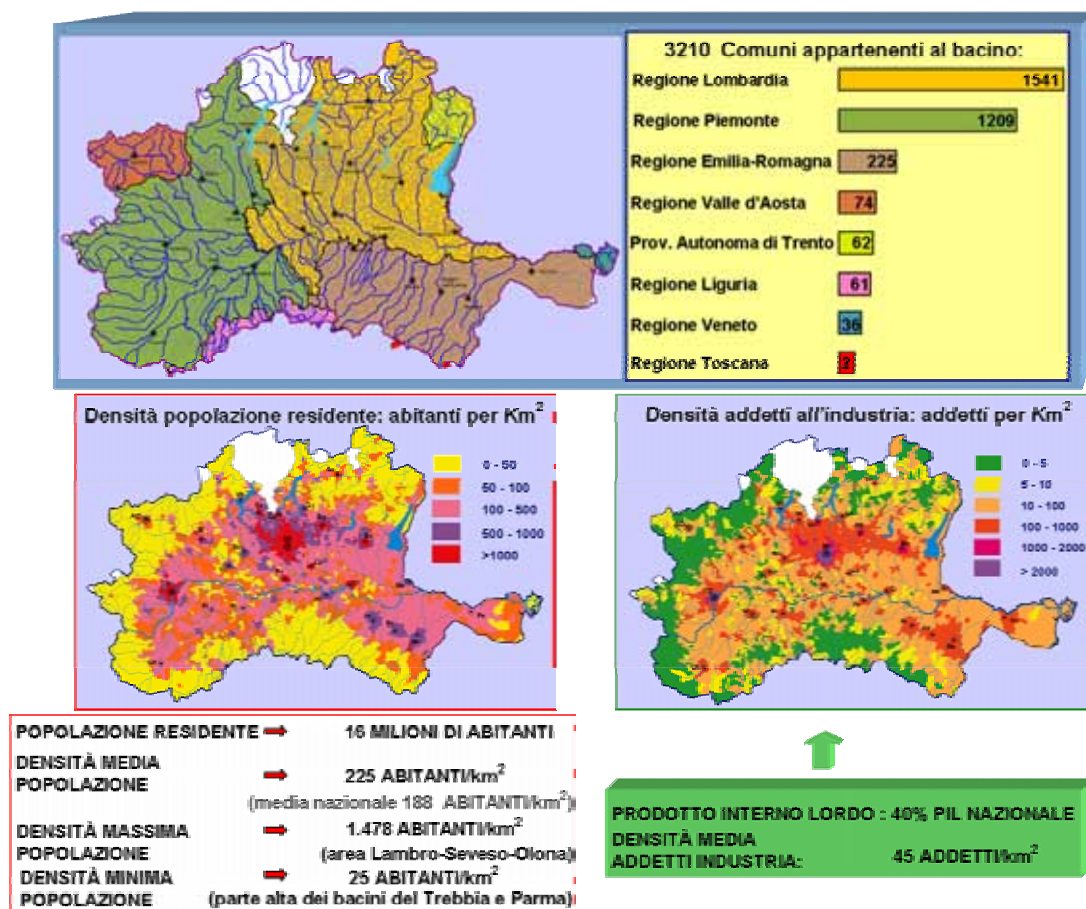 3210 Comuni appartenenti al bacino:
Regione Lombardia 1541
Regione Piemonte 1209
Regione Emilia-Romagna 225
Regione Valle d'Aosta 74
Prov. Autonoma di Trento 62
Regione Liguria 61
Regione Veneto 36
Regione Toscana 2
Densità popolazione residente: abitanti per Km²
0 - 50
50 - 100
100 - 500
500 - 1000
>1000
Densità addetti all'industria: addetti per Km²
0 - 5
5 - 10
10 - 100
100 - 1000
1000 - 2000
> 2000
POPOLAZIONE RESIDENTE 16 MILIONI DI ABITANTI
DENSITÀ MEDIA
POPOLAZIONE 225 ABITANTI/km²
(media nazionale 188 ABITANTI/km²)
DENSITÀ MASSIMA 1.478 ABITANTI/km²
POPOLAZIONE (area Lambro-Seveso-Olona)
DENSITÀ MINIMA 25 ABITANTI/km²
POPOLAZIONE (parte alta dei bacini del Trebbia e Parma)
PRODOTTO INTERNO LORDO : 40% PIL NAZIONALE
DENSITÀ MEDIA
ADDETTI INDUSTRIA: 45 ADDETTI/km²